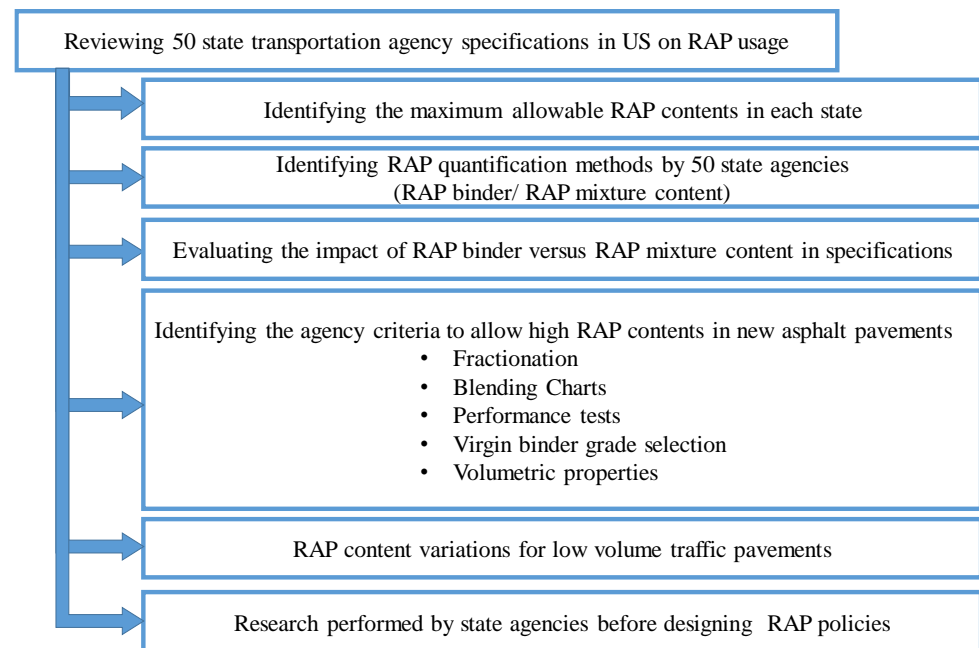 Reviewing 50 state transportation agency specifications in US on RAP usage
Identifying the maximum allowable RAP contents in each state
Identifying RAP quantification methods by 50 state agencies
(RAP binder/ RAP mixture content)
Evaluating the impact of RAP binder versus RAP mixture content in specifications
Identifying the agency criteria to allow high RAP contents in new asphalt pavements
• Fractionation
• Blending Charts
• Performance tests
• Virgin binder grade selection
• Volumetric properties
RAP content variations for low volume traffic pavements
Research performed by state agencies before designing RAP policies